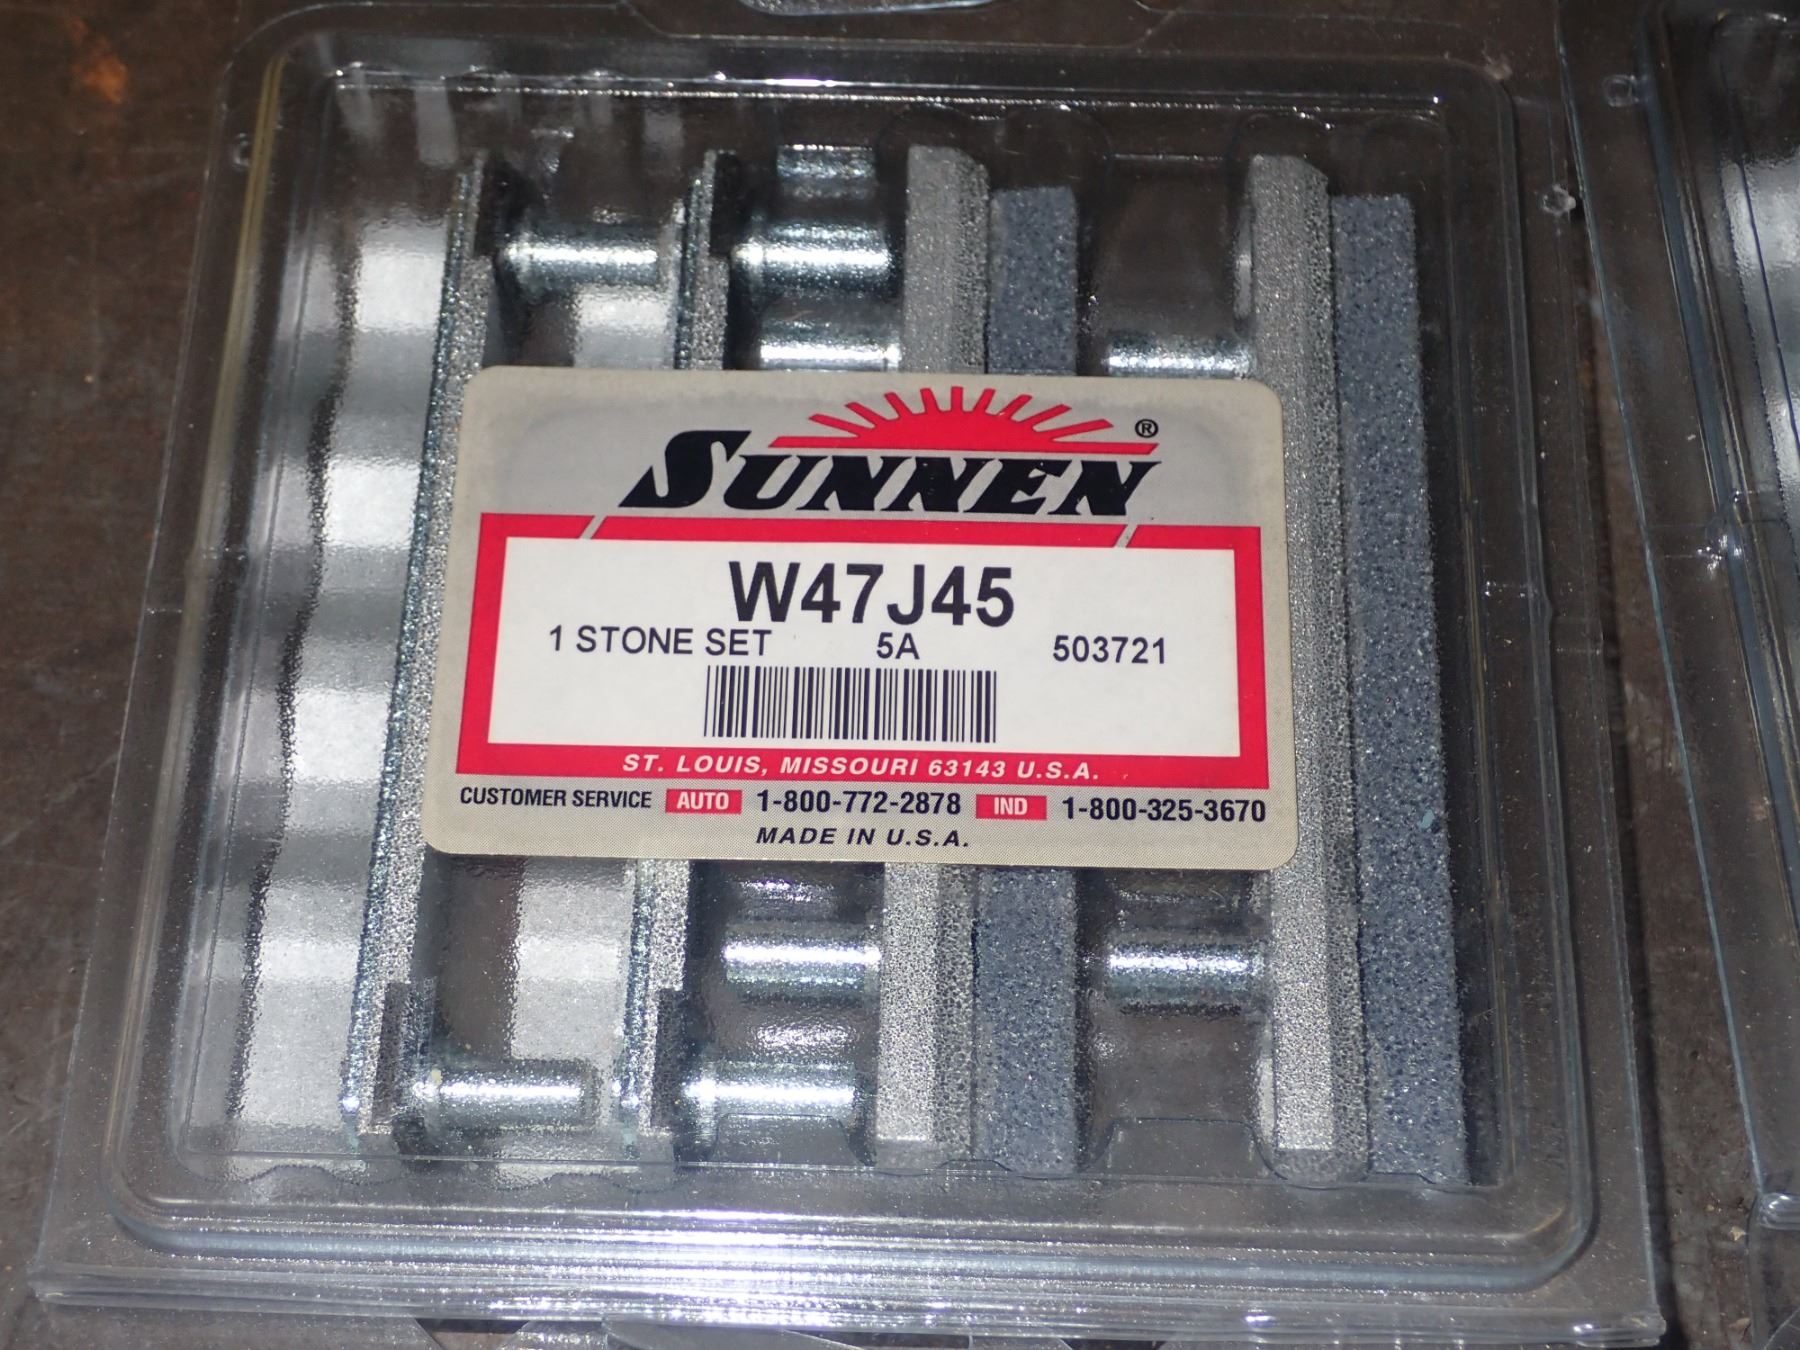 SUNNEN®
W47J45
1 STONE SET 5A 503721
ST. LOUIS, MISSOURI 63143 U.S.A.
CUSTOMER SERVICE AUTO 1-800-772-2878 IND 1-800-325-3670
MADE IN U.S.A.